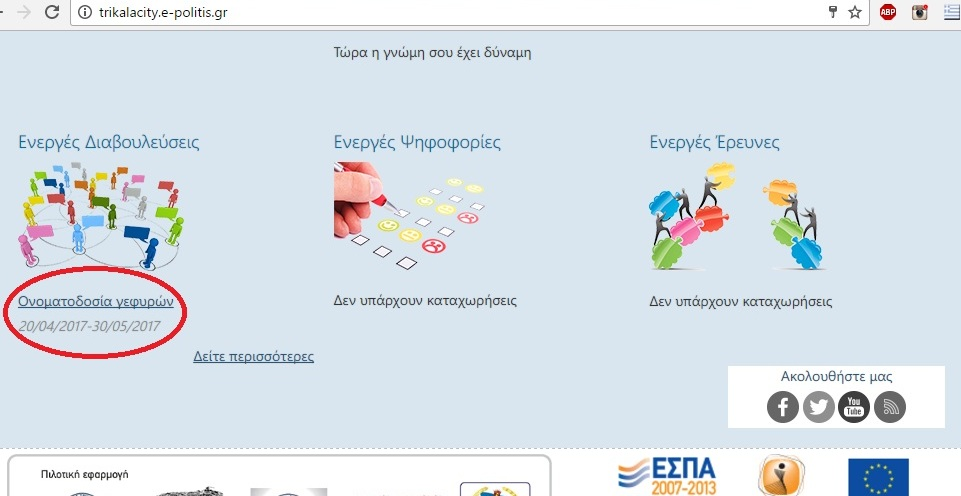 trikalacity.e-politis.gr
ABP
Τώρα η γνώμη σου έχει δύναμη
Ενεργές Διαβουλεύσεις
Ενεργές Ψηφοφορίες
Ενεργές Έρευνες
Ονοματοδοσία γεφυρών
20/04/2017-30/05/2017
Δείτε περισσότερες
Δεν υπάρχουν καταχωρήσεις
Δεν υπάρχουν καταχωρήσεις
Ακολουθήστε μας
You
Tube
Πιλοτική εφαρμογή
ΕΣΠΑ
2007-2013